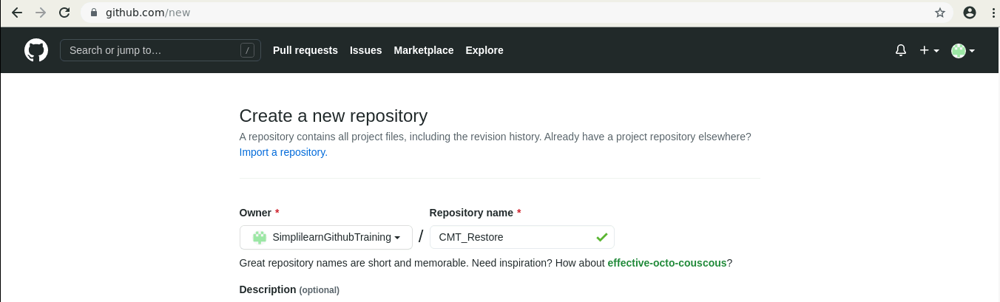 github.com/new
Search or jump to… /
Pull requests Issues Marketplace Explore
Create a new repository
A repository contains all project files, including the revision history. Already have a project repository elsewhere?
Import a repository.
Owner * Repository name *
SimplilearnGithubTraining / CMT_Restore
Great repository names are short and memorable. Need inspiration? How about effective-octo-couscous?
Description (optional)